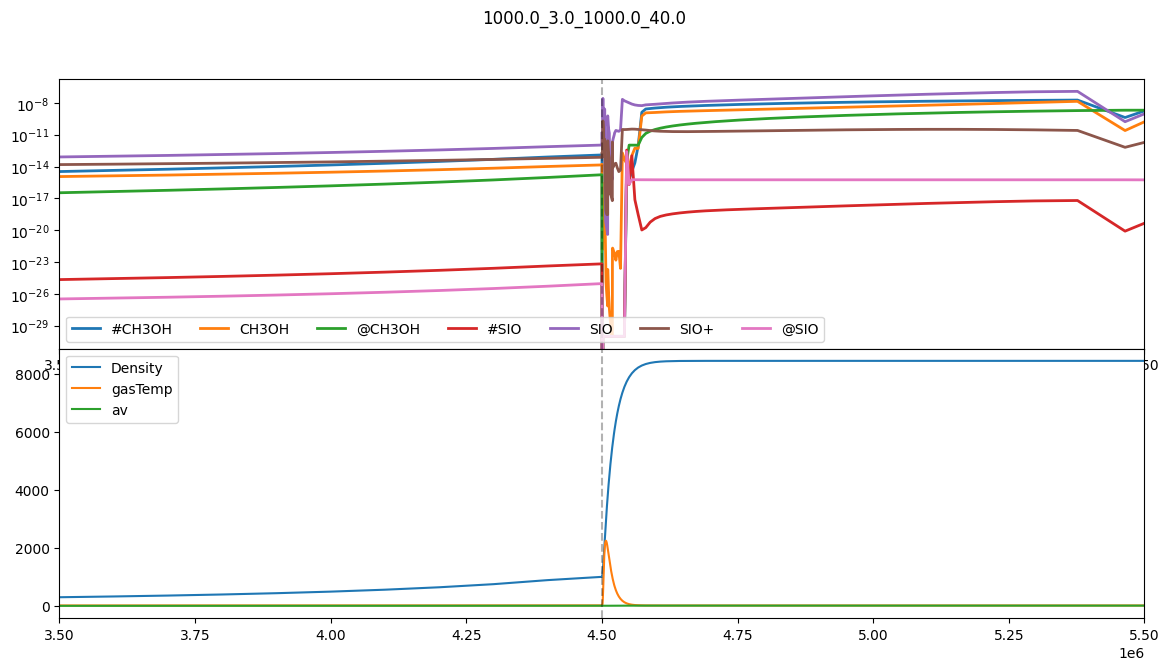 1000.0_3.0_1000.0_40.0
10⁻⁸
10⁻¹¹
10⁻¹⁴
10⁻¹⁷
10⁻²⁰
10⁻²³
10⁻²⁶
10⁻²⁹
#CH3OH CH3OH @CH3OH #SIO SIO SIO+ @SIO
8000
6000
4000
2000
0
Density
gasTemp
av
3.50 3.75 4.00 4.25 4.50 4.75 5.00 5.25 5.50
1e6